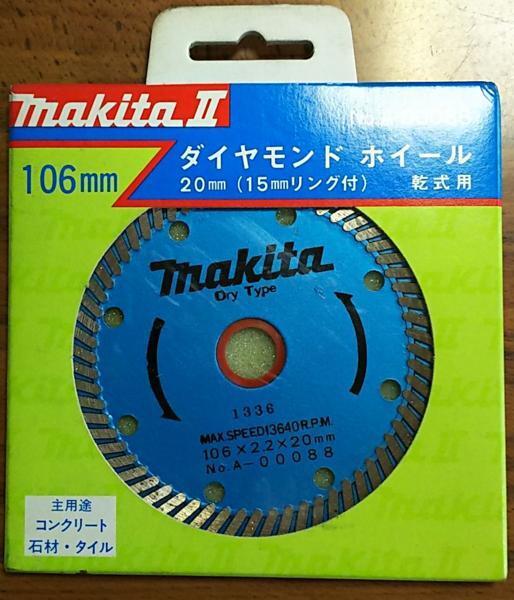 makita II
106mm
ダイヤモンド ホイール
20mm (15mmリング付) 乾式用
makita
Dry Type
1336
MAX.SPEED13640R.P.M.
106×2.2×20mm
No.A-00088
主用途
コンクリート
石材・タイル